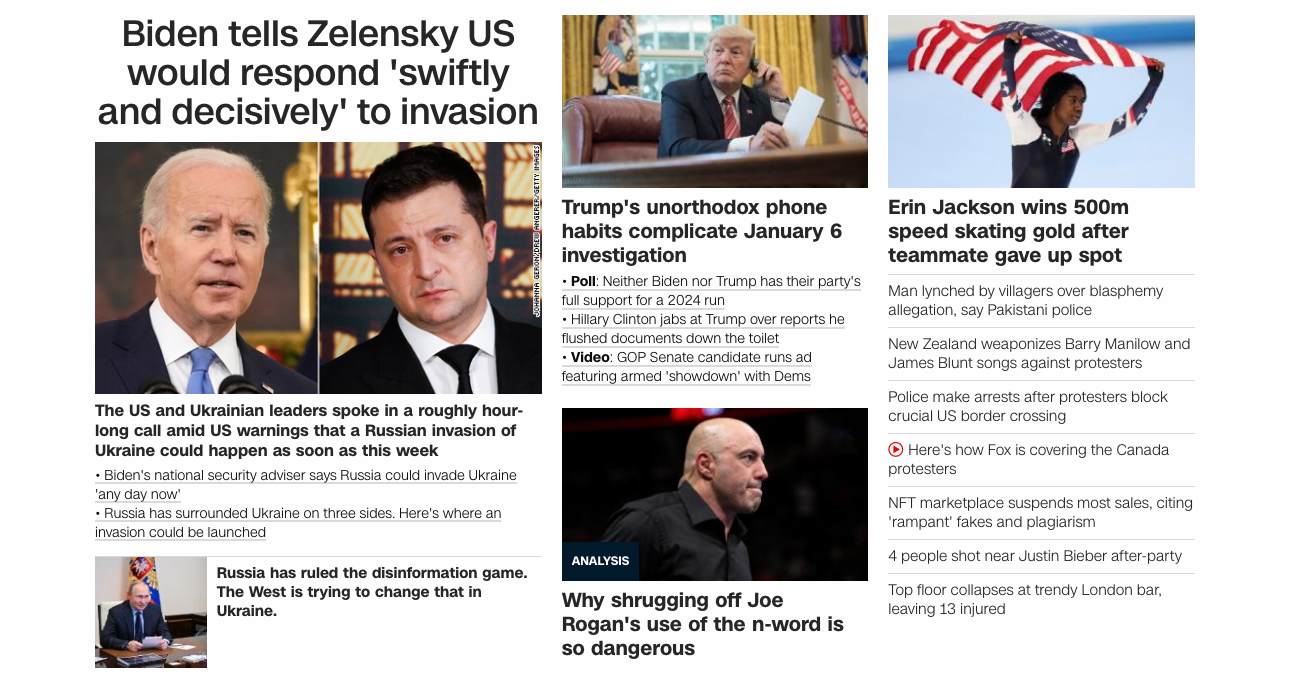 Biden tells Zelensky US
would respond 'swiftly
and decisively' to invasion
JOHANNA GERON/DREW ANGERER/GETTY IMAGES
The US and Ukrainian leaders spoke in a roughly hour-
long call amid US warnings that a Russian invasion of
Ukraine could happen as soon as this week
• Biden's national security adviser says Russia could invade Ukraine
'any day now'
• Russia has surrounded Ukraine on three sides. Here's where an
invasion could be launched
Russia has ruled the disinformation game.
The West is trying to change that in
Ukraine.
Trump's unorthodox phone
habits complicate January 6
investigation
• Poll: Neither Biden nor Trump has their party's
full support for a 2024 run
• Hillary Clinton jabs at Trump over reports he
flushed documents down the toilet
• Video: GOP Senate candidate runs ad
featuring armed 'showdown' with Dems
ANALYSIS
Why shrugging off Joe
Rogan's use of the n-word is
so dangerous
Erin Jackson wins 500m
speed skating gold after
teammate gave up spot
Man lynched by villagers over blasphemy
allegation, say Pakistani police
New Zealand weaponizes Barry Manilow and
James Blunt songs against protesters
Police make arrests after protesters block
crucial US border crossing
Here's how Fox is covering the Canada
protesters
NFT marketplace suspends most sales, citing
'rampant' fakes and plagiarism
4 people shot near Justin Bieber after-party
Top floor collapses at trendy London bar,
leaving 13 injured